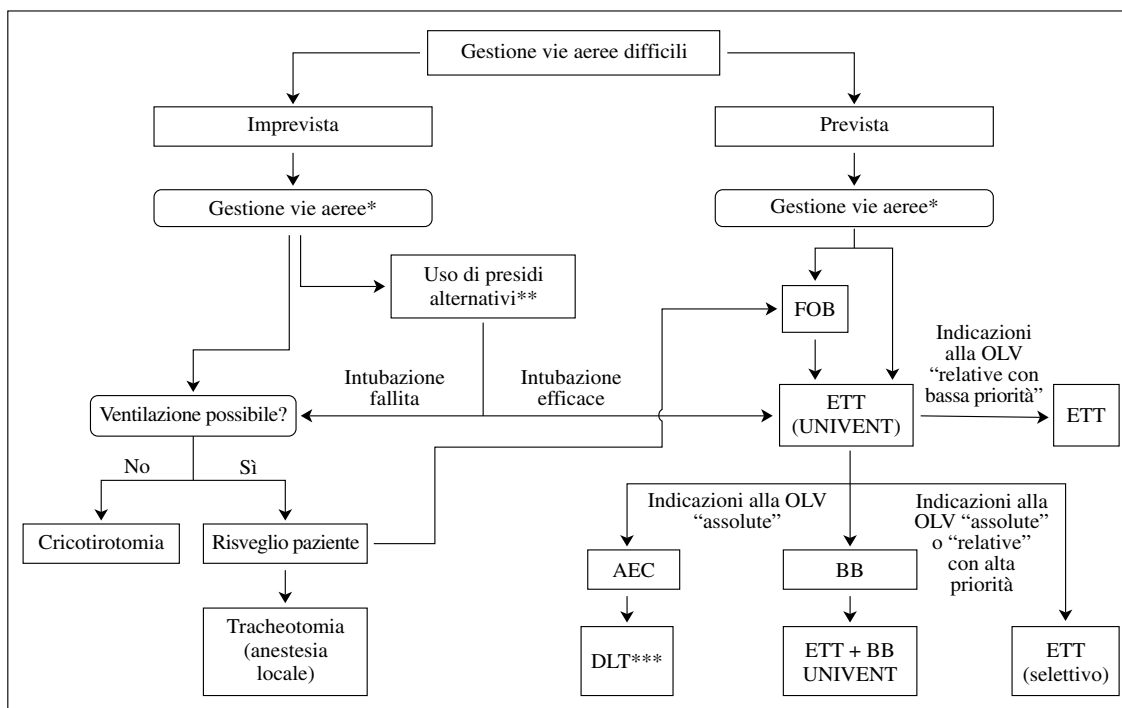 Gestione vie aeree difficili
Imprevista
Prevista
Gestione vie aeree*
Gestione vie aeree*
Uso di presidi
alternativi**
FOB
Indicazioni
alla OLV
“relative con
bassa priorità”
Intubazione
fallita
Intubazione
efficace
Ventilazione possibile?
ETT
(UNIVENT)
ETT
No
Sì
Indicazioni alla OLV
“assolute”
Indicazioni alla
OLV “assolute”
o “relative”
con alta
priorità
Cricotirotomia
Risveglio paziente
AEC
BB
Tracheotomia
(anestesia
locale)
DLT***
ETT + BB
UNIVENT
ETT
(selettivo)